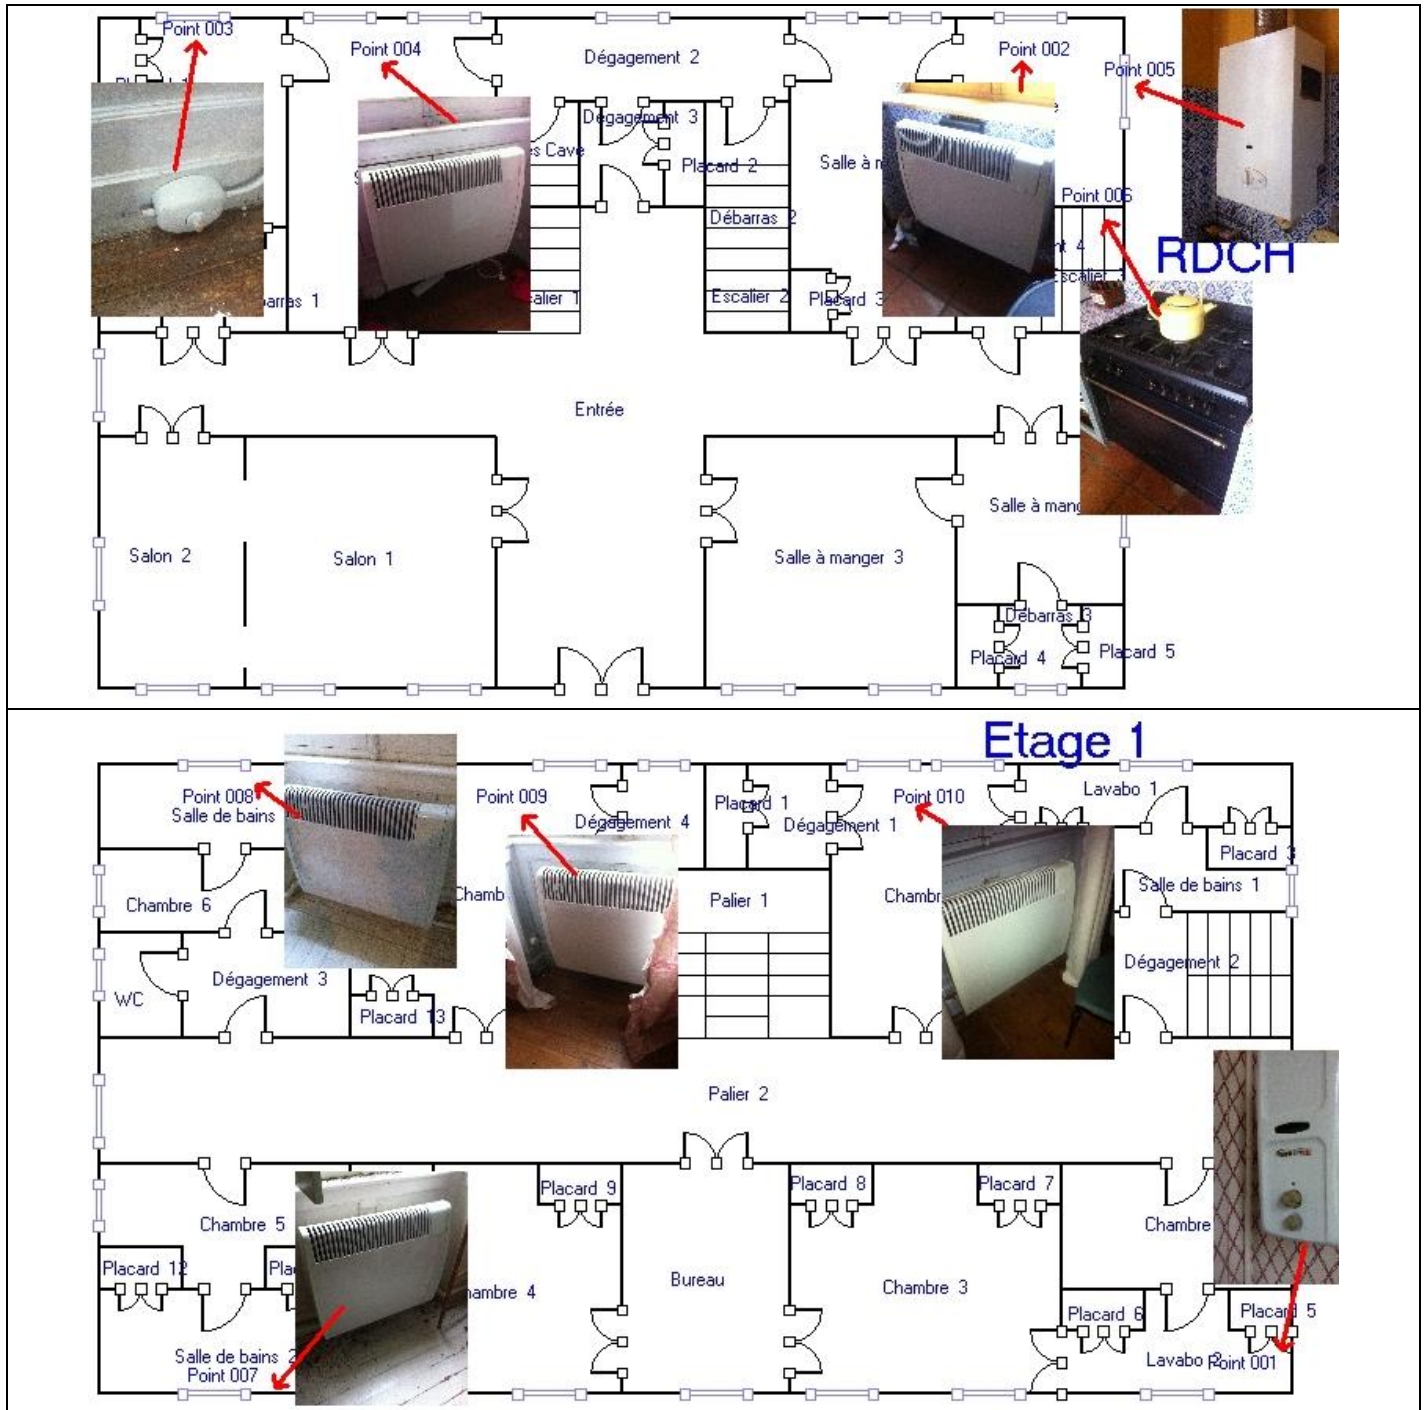 Point 003
Point 004
Dégagement 2
Point 002
Point 005
Dégagement 3
Cave
Placard 2
Salle à
Point 006
Débarras 2
RDCH
1
Escalier 2
Placard 3
Entrée
Salle à
Salon 2
Salon 1
Salle à manger 3
Débarras 3
Placard 4
Placard 5
Etage 1
Point 008
Salle de bains
Point 009
Dégagement 4
Placard 1
Dégagement 1
Point 010
Lavabo 1
Placard 3
Salle de bains 1
Chambre 6
Palier 1
Dégagement 3
Dégagement 2
WC
Placard 13
Palier 2
Placard 9
Placard 8
Placard 7
Chambre 5
Chambre
Placard 12
Bureau
Chambre 3
4
Placard 6
Placard 5
Salle de bains 2
Point 007
Lavabo 2
Point 001